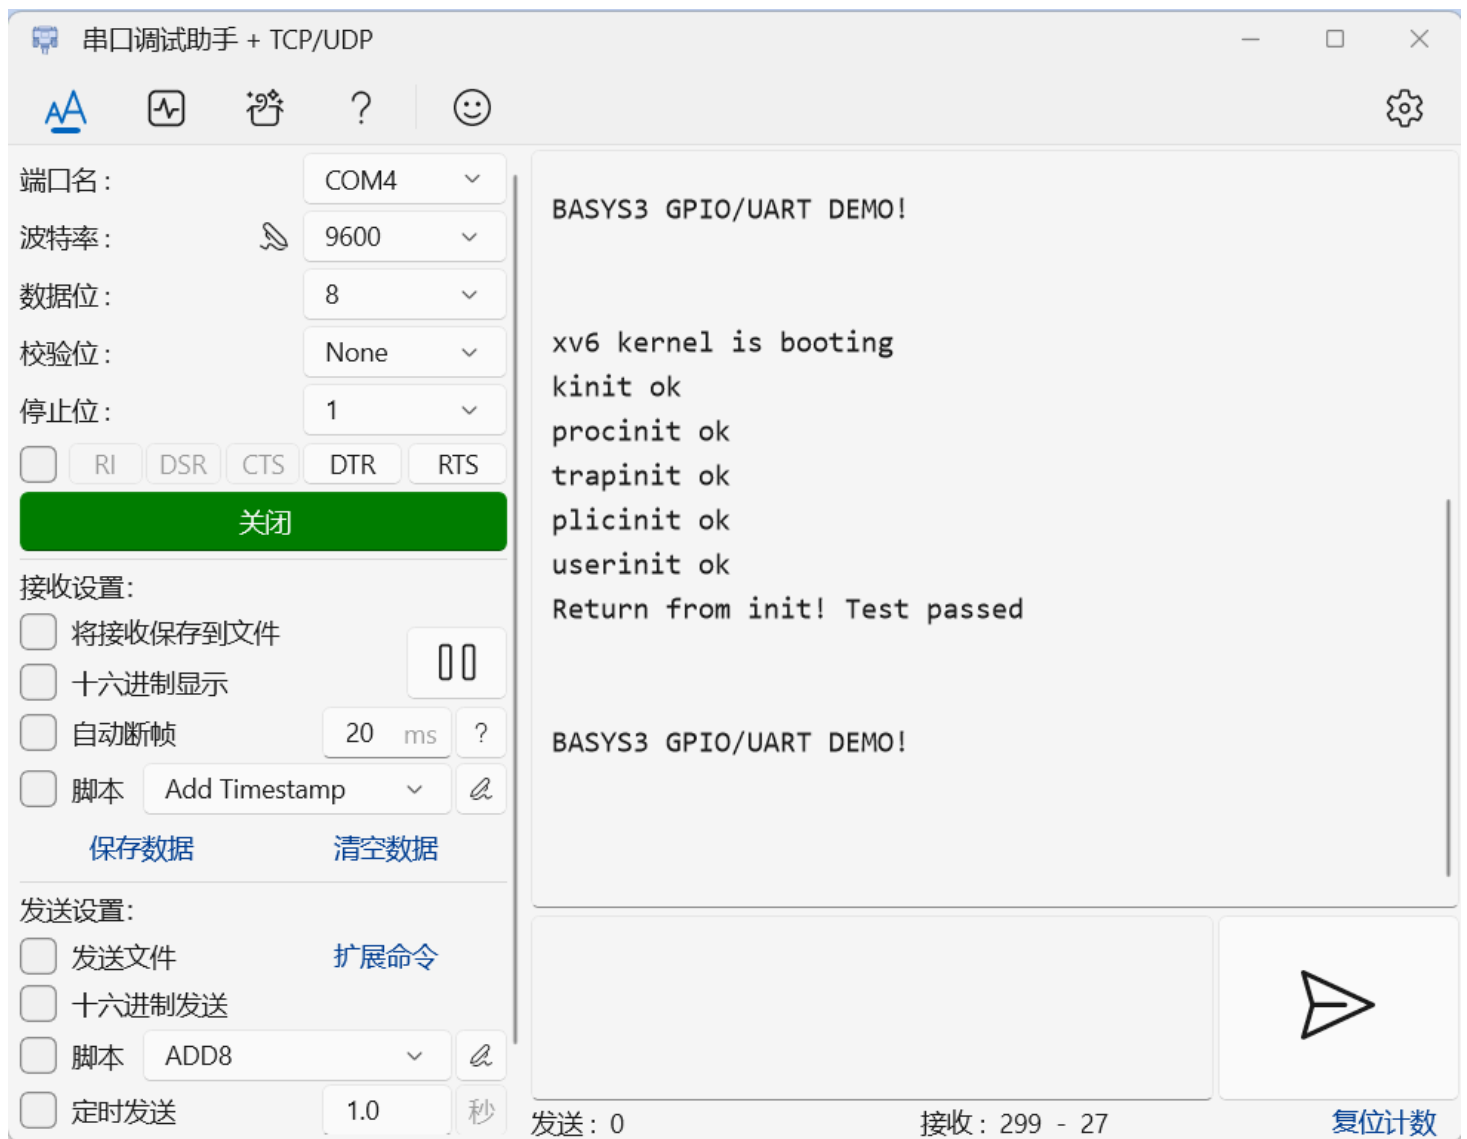 串口调试助手 + TCP/UDP
AA
?
端口名: COM4
波特率: 9600
数据位: 8
校验位: None
停止位: 1
RI DSR CTS DTR RTS
关闭
接收设置:
将接收保存到文件
十六进制显示
自动断帧 20 ms ?
脚本 Add Timestamp
保存数据 清空数据
发送设置:
发送文件 扩展命令
十六进制发送
脚本 ADD8
定时发送 1.0 秒
BASYS3 GPIO/UART DEMO!
xv6 kernel is booting
kinit ok
procinit ok
trapinit ok
plicinit ok
userinit ok
Return from init! Test passed
BASYS3 GPIO/UART DEMO!
发送: 0 接收: 299 - 27 复位计数